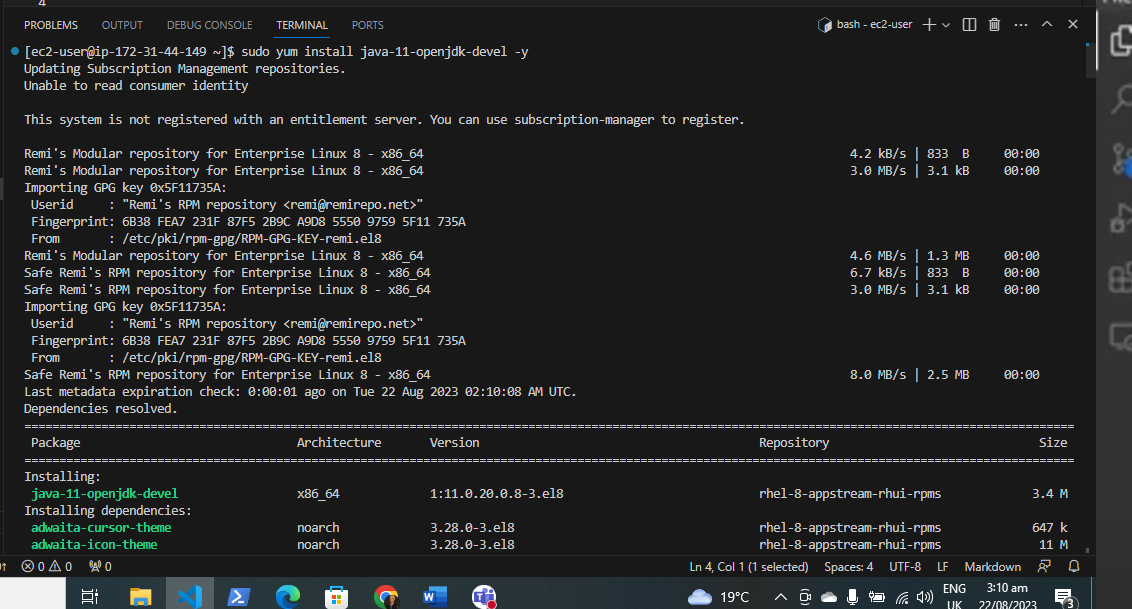 4
PROBLEMS OUTPUT DEBUG CONSOLE TERMINAL PORTS bash - ec2-user
[ec2-user@ip-172-31-44-149 ~]$ sudo yum install java-11-openjdk-devel -y
Updating Subscription Management repositories.
Unable to read consumer identity
This system is not registered with an entitlement server. You can use subscription-manager to register.
Remi's Modular repository for Enterprise Linux 8 - x86_64 4.2 kB/s | 833 B 00:00
Remi's Modular repository for Enterprise Linux 8 - x86_64 3.0 MB/s | 3.1 kB 00:00
Importing GPG key 0x5F11735A:
Userid : "Remi's RPM repository <remi@remirepo.net>"
Fingerprint: 6B38 FEA7 231F 87F5 2B9C A9D8 5550 9759 5F11 735A
From : /etc/pki/rpm-gpg/RPM-GPG-KEY-remi.el8
Remi's Modular repository for Enterprise Linux 8 - x86_64 4.6 MB/s | 1.3 MB 00:00
Safe Remi's RPM repository for Enterprise Linux 8 - x86_64 6.7 kB/s | 833 B 00:00
Safe Remi's RPM repository for Enterprise Linux 8 - x86_64 3.0 MB/s | 3.1 kB 00:00
Importing GPG key 0x5F11735A:
Userid : "Remi's RPM repository <remi@remirepo.net>"
Fingerprint: 6B38 FEA7 231F 87F5 2B9C A9D8 5550 9759 5F11 735A
From : /etc/pki/rpm-gpg/RPM-GPG-KEY-remi.el8
Safe Remi's RPM repository for Enterprise Linux 8 - x86_64 8.0 MB/s | 2.5 MB 00:00
Last metadata expiration check: 0:00:01 ago on Tue 22 Aug 2023 02:10:08 AM UTC.
Dependencies resolved.
Package Architecture Version Repository Size
Installing:
java-11-openjdk-devel x86_64 1:11.0.20.0.8-3.el8 rhel-8-appstream-rhui-rpms 3.4 M
Installing dependencies:
adwaita-cursor-theme noarch 3.28.0-3.el8 rhel-8-appstream-rhui-rpms 647 k
adwaita-icon-theme noarch 3.28.0-3.el8 rhel-8-appstream-rhui-rpms 11 M
0 0 0 Ln 4, Col 1 (1 selected) Spaces: 4 UTF-8 LF Markdown
19°C ENG UK 3:10 am 22/08/2023 3